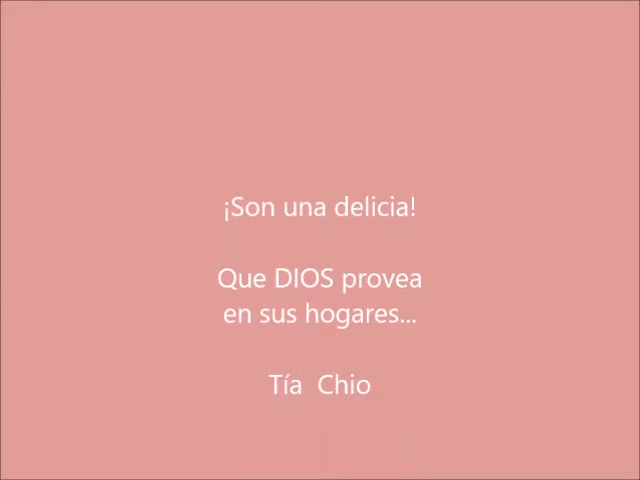 ¡Son una delicia!
Que DIOS provea
en sus hogares...
Tía  Chio